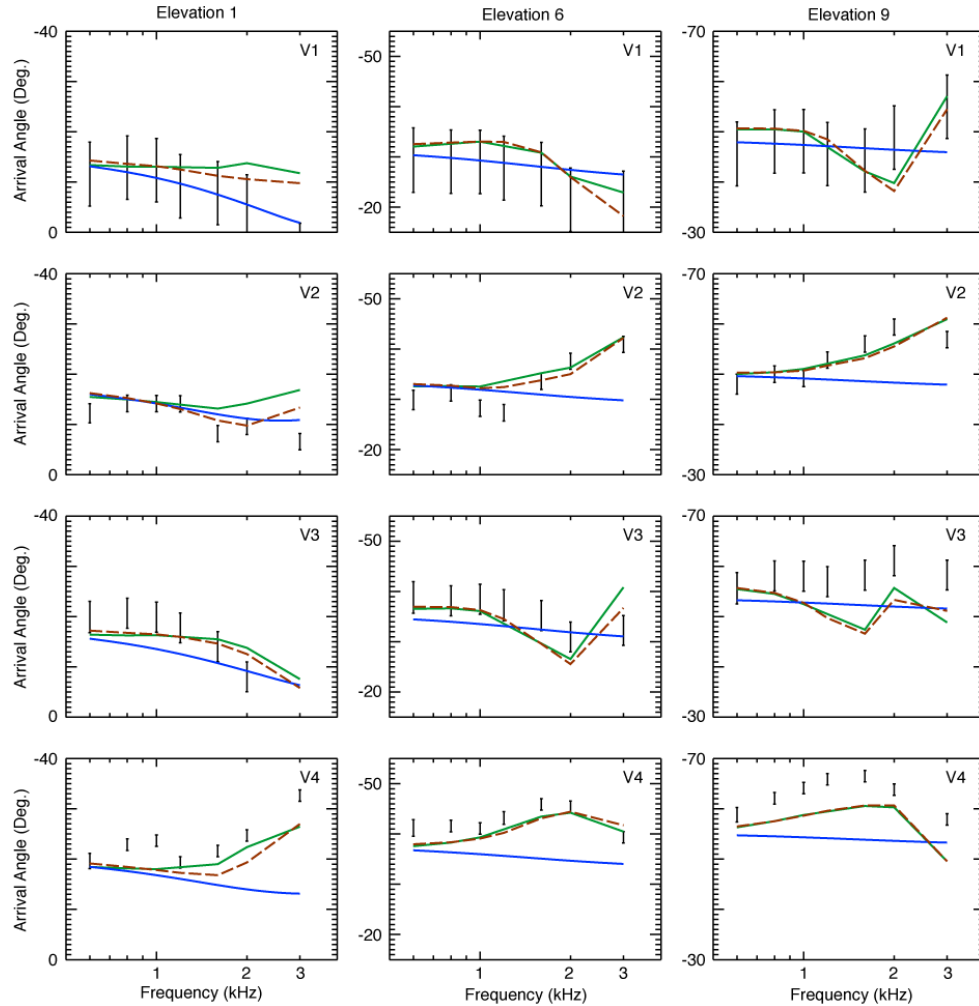 Elevation 1 Elevation 6 Elevation 9
-40 -50 -70
V1 V1 V1
Arrival Angle (Deg.)
0 -20 -30
-40 -50 -70
V2 V2 V2
Arrival Angle (Deg.)
0 -20 -30
-40 -50 -70
V3 V3 V3
Arrival Angle (Deg.)
0 -20 -30
-40 -50 -70
V4 V4 V4
Arrival Angle (Deg.)
0 -20 -30
1 2 3 1 2 3 1 2 3
Frequency (kHz) Frequency (kHz) Frequency (kHz)